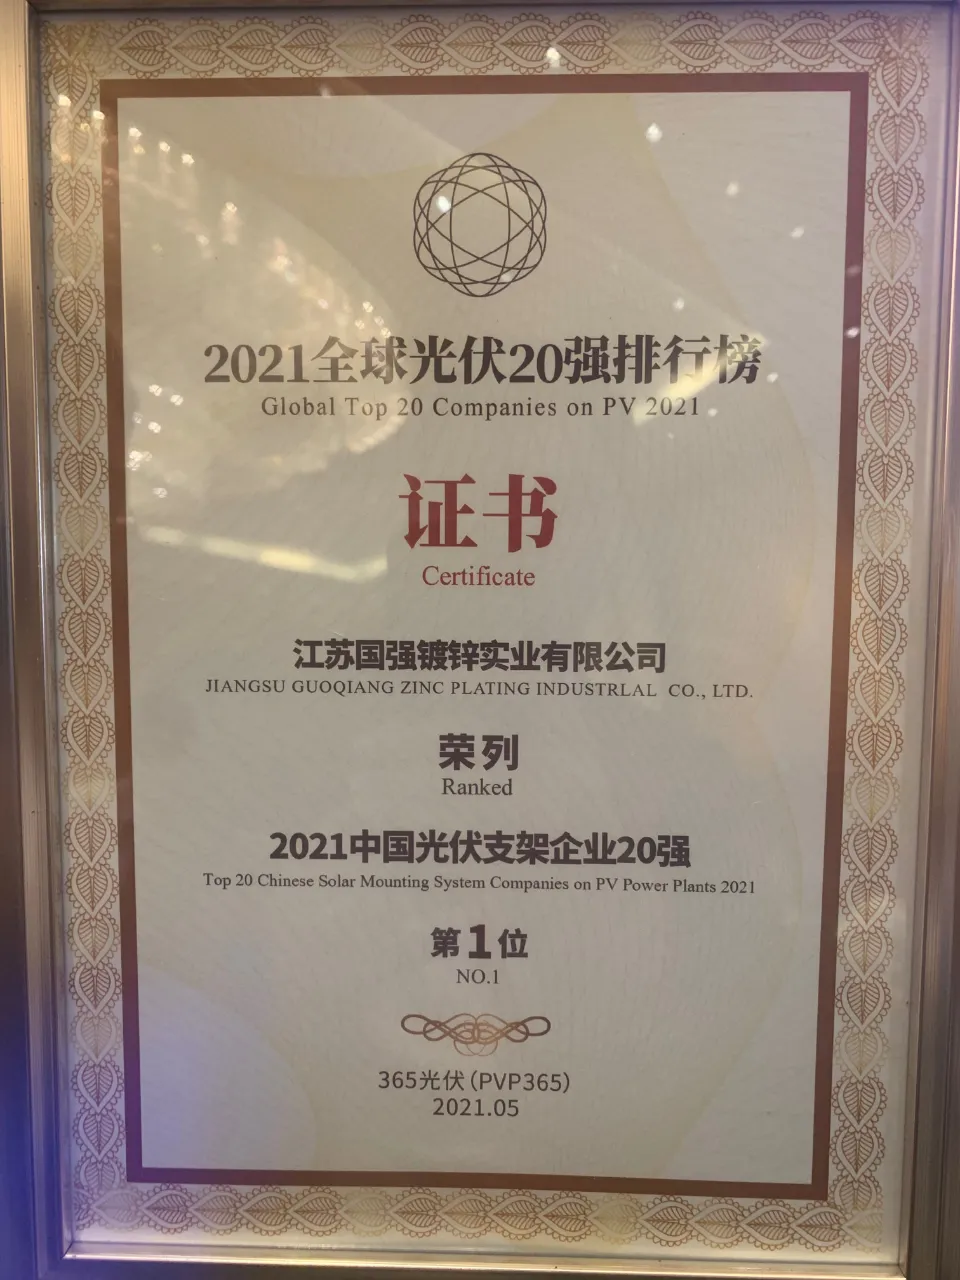 2021全球光伏20强排行榜
Global Top 20 Companies on PV 2021
证书
Certificate
江苏国强镀锌实业有限公司
JIANGSU GUOQIANG ZINC PLATING INDUSTRLAL CO., LTD.
荣列
Ranked
2021中国光伏支架企业20强
Top 20 Chinese Solar Mounting System Companies on PV Power Plants 2021
第1位
NO.1
365光伏（PVP365）
2021.05